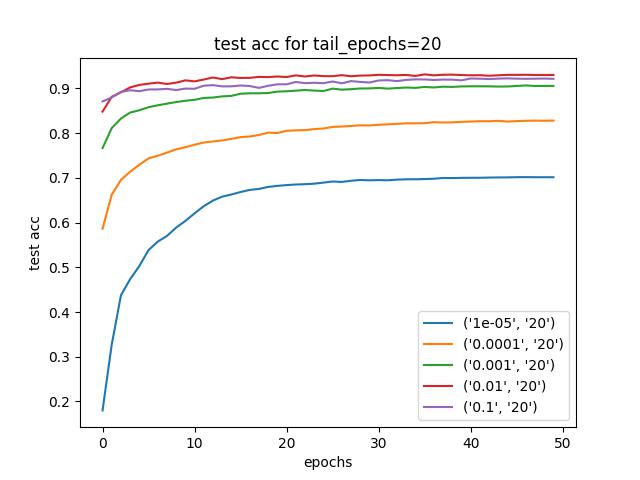 test acc for tail_epochs=20
test acc
0.9
0.8
0.7
0.6
0.5
0.4
0.3
0.2
('1e-05', '20')
('0.0001', '20')
('0.001', '20')
('0.01', '20')
('0.1', '20')
0 10 20 30 40 50
epochs